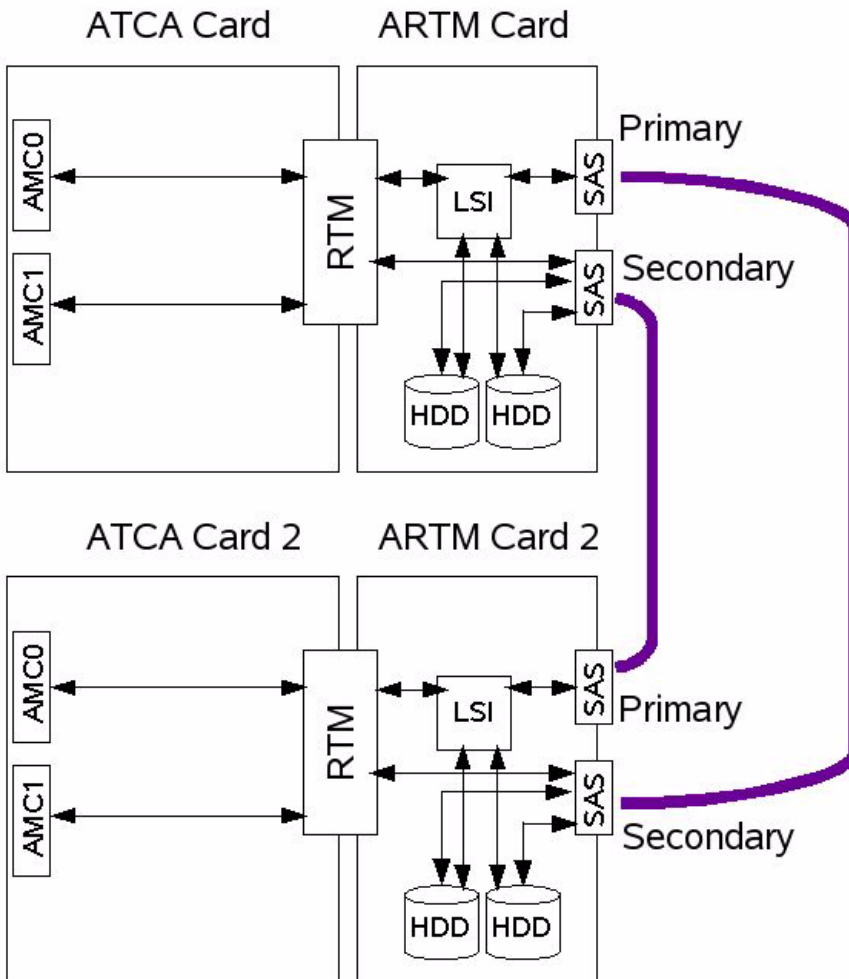 ATCA Card
ARTM Card
AMC0
AMC1
RTM
LSI
SAS
Primary
SAS
Secondary
HDD
HDD
ATCA Card 2
ARTM Card 2
AMC0
AMC1
RTM
LSI
SAS
Primary
SAS
Secondary
HDD
HDD